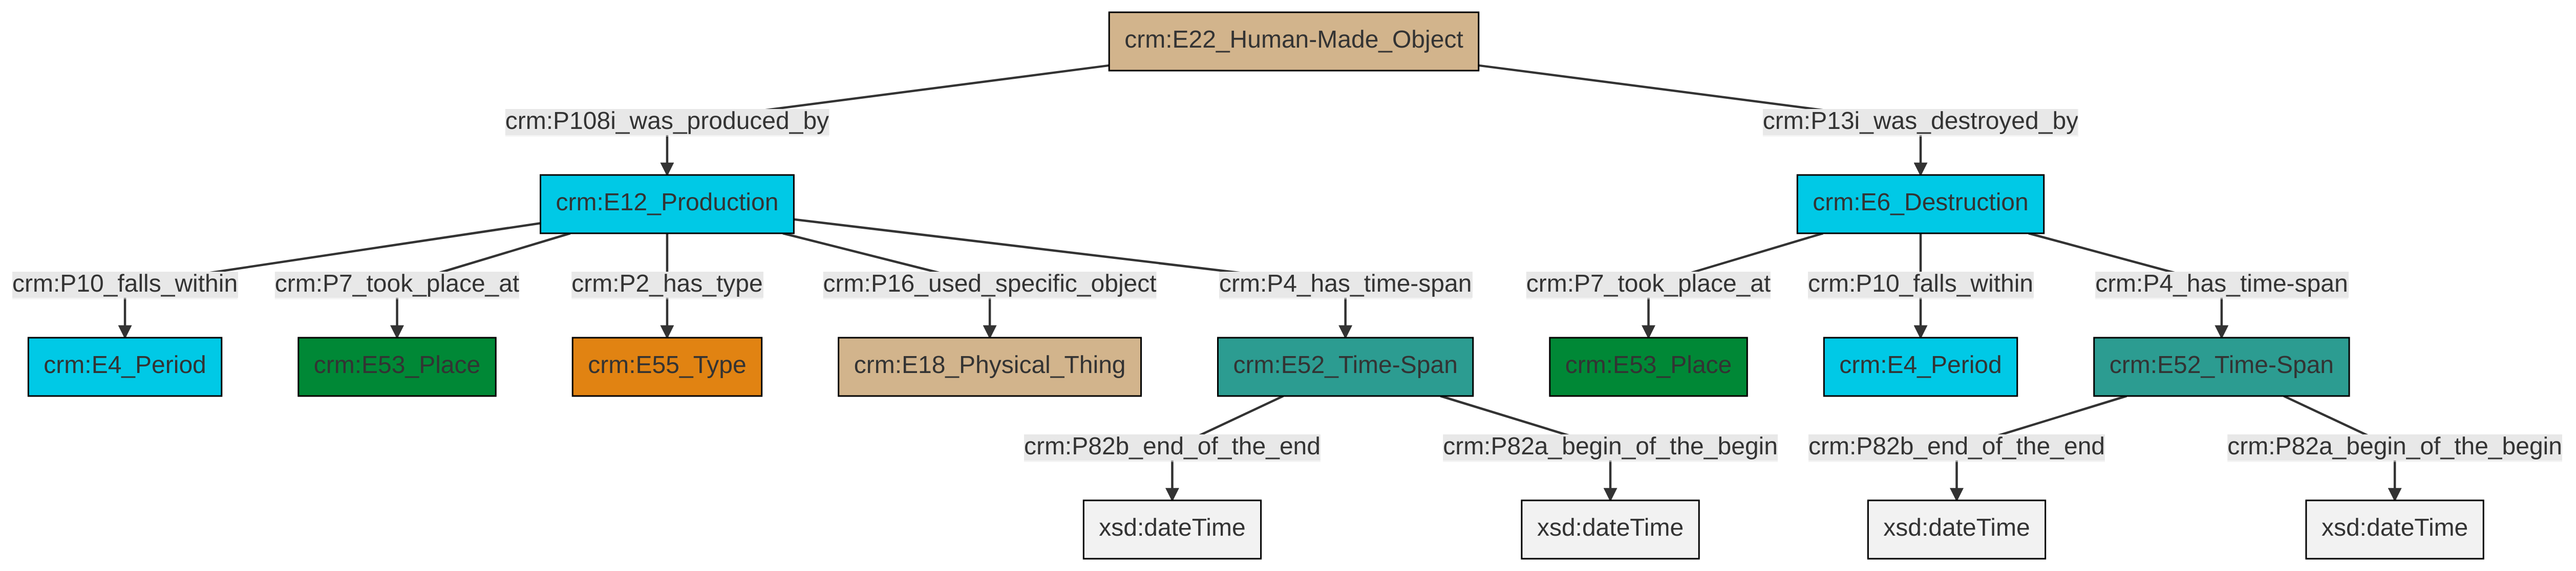 crm:E22_Human-Made_Object
crm:P108i_was_produced_by
crm:P13i_was_destroyed_by
crm:E12_Production
crm:E6_Destruction
crm:P10_falls_within
crm:P7_took_place_at
crm:P2_has_type
crm:P16_used_specific_object
crm:P4_has_time-span
crm:P7_took_place_at
crm:P10_falls_within
crm:P4_has_time-span
crm:E4_Period
crm:E53_Place
crm:E55_Type
crm:E18_Physical_Thing
crm:E52_Time-Span
crm:E53_Place
crm:E4_Period
crm:E52_Time-Span
crm:P82b_end_of_the_end
crm:P82a_begin_of_the_begin
crm:P82b_end_of_the_end
crm:P82a_begin_of_the_begin
xsd:dateTime
xsd:dateTime
xsd:dateTime
xsd:dateTime